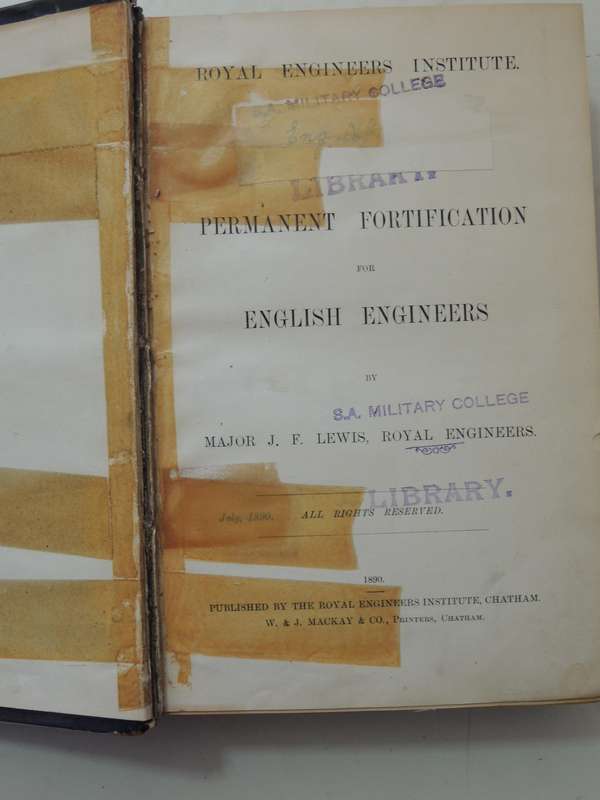 ROYAL ENGINEERS INSTITUTE.
S.A. MILITARY COLLEGE
LIBRARY.
PERMANENT FORTIFICATION
FOR
ENGLISH ENGINEERS
BY
S.A. MILITARY COLLEGE
MAJOR J. F. LEWIS, ROYAL ENGINEERS.
LIBRARY.
July, 1890. ALL RIGHTS RESERVED.
1890.
PUBLISHED BY THE ROYAL ENGINEERS INSTITUTE, CHATHAM.
W. & J. MACKAY & CO., PRINTERS, CHATHAM.